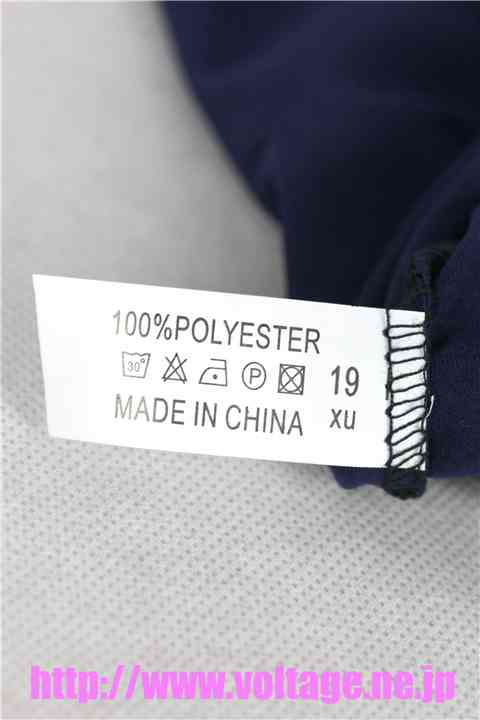 100%POLYESTER
30°
P
19
MADE IN CHINA
xu
http://www.voltage.ne.jp